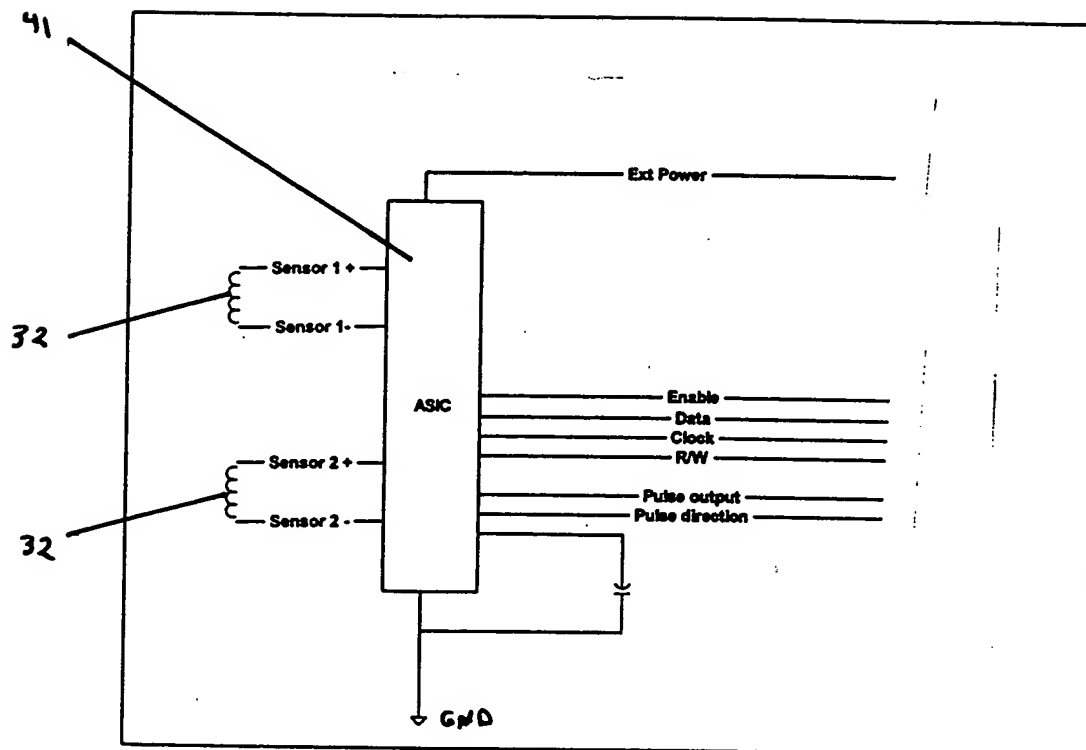 41
Ext Power
Sensor 1 +
32
Sensor 1-
Enable
ASIC
Data
Clock
R/W
Sensor 2 +
Pulse output
Pulse direction
32
Sensor 2 -
GND